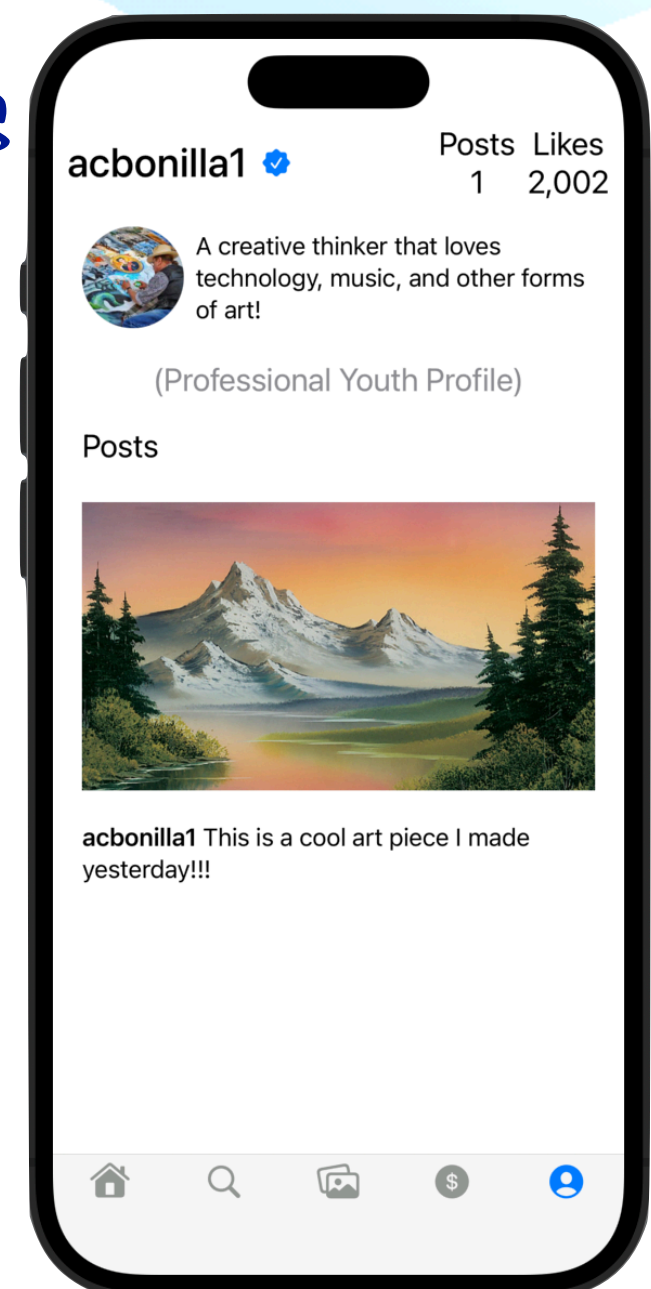 acbonilla1
Posts Likes
1 2,002
A creative thinker that loves
technology, music, and other forms
of art!
(Professional Youth Profile)
Posts
acbonilla1 This is a cool art piece I made
yesterday!!!
$